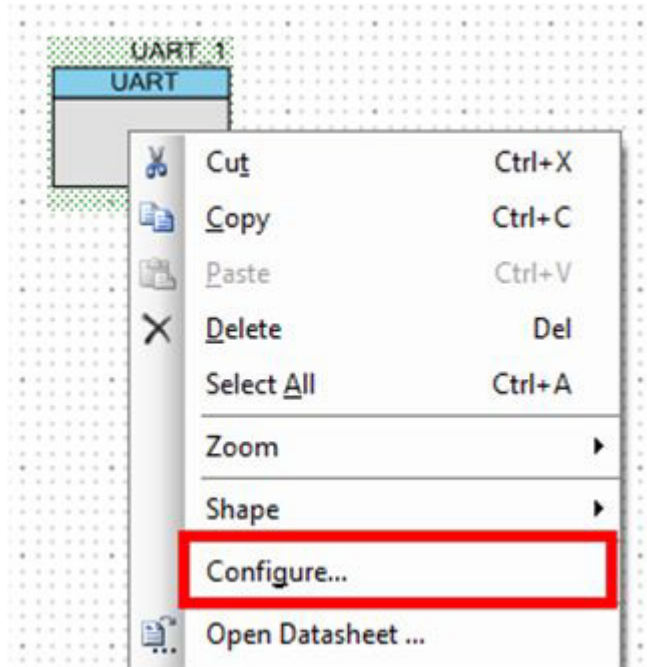 UART_1
UART
Cut Ctrl+X
Copy Ctrl+C
Paste Ctrl+V
Delete Del
Select All Ctrl+A
Zoom
Shape
Configure...
Open Datasheet ...